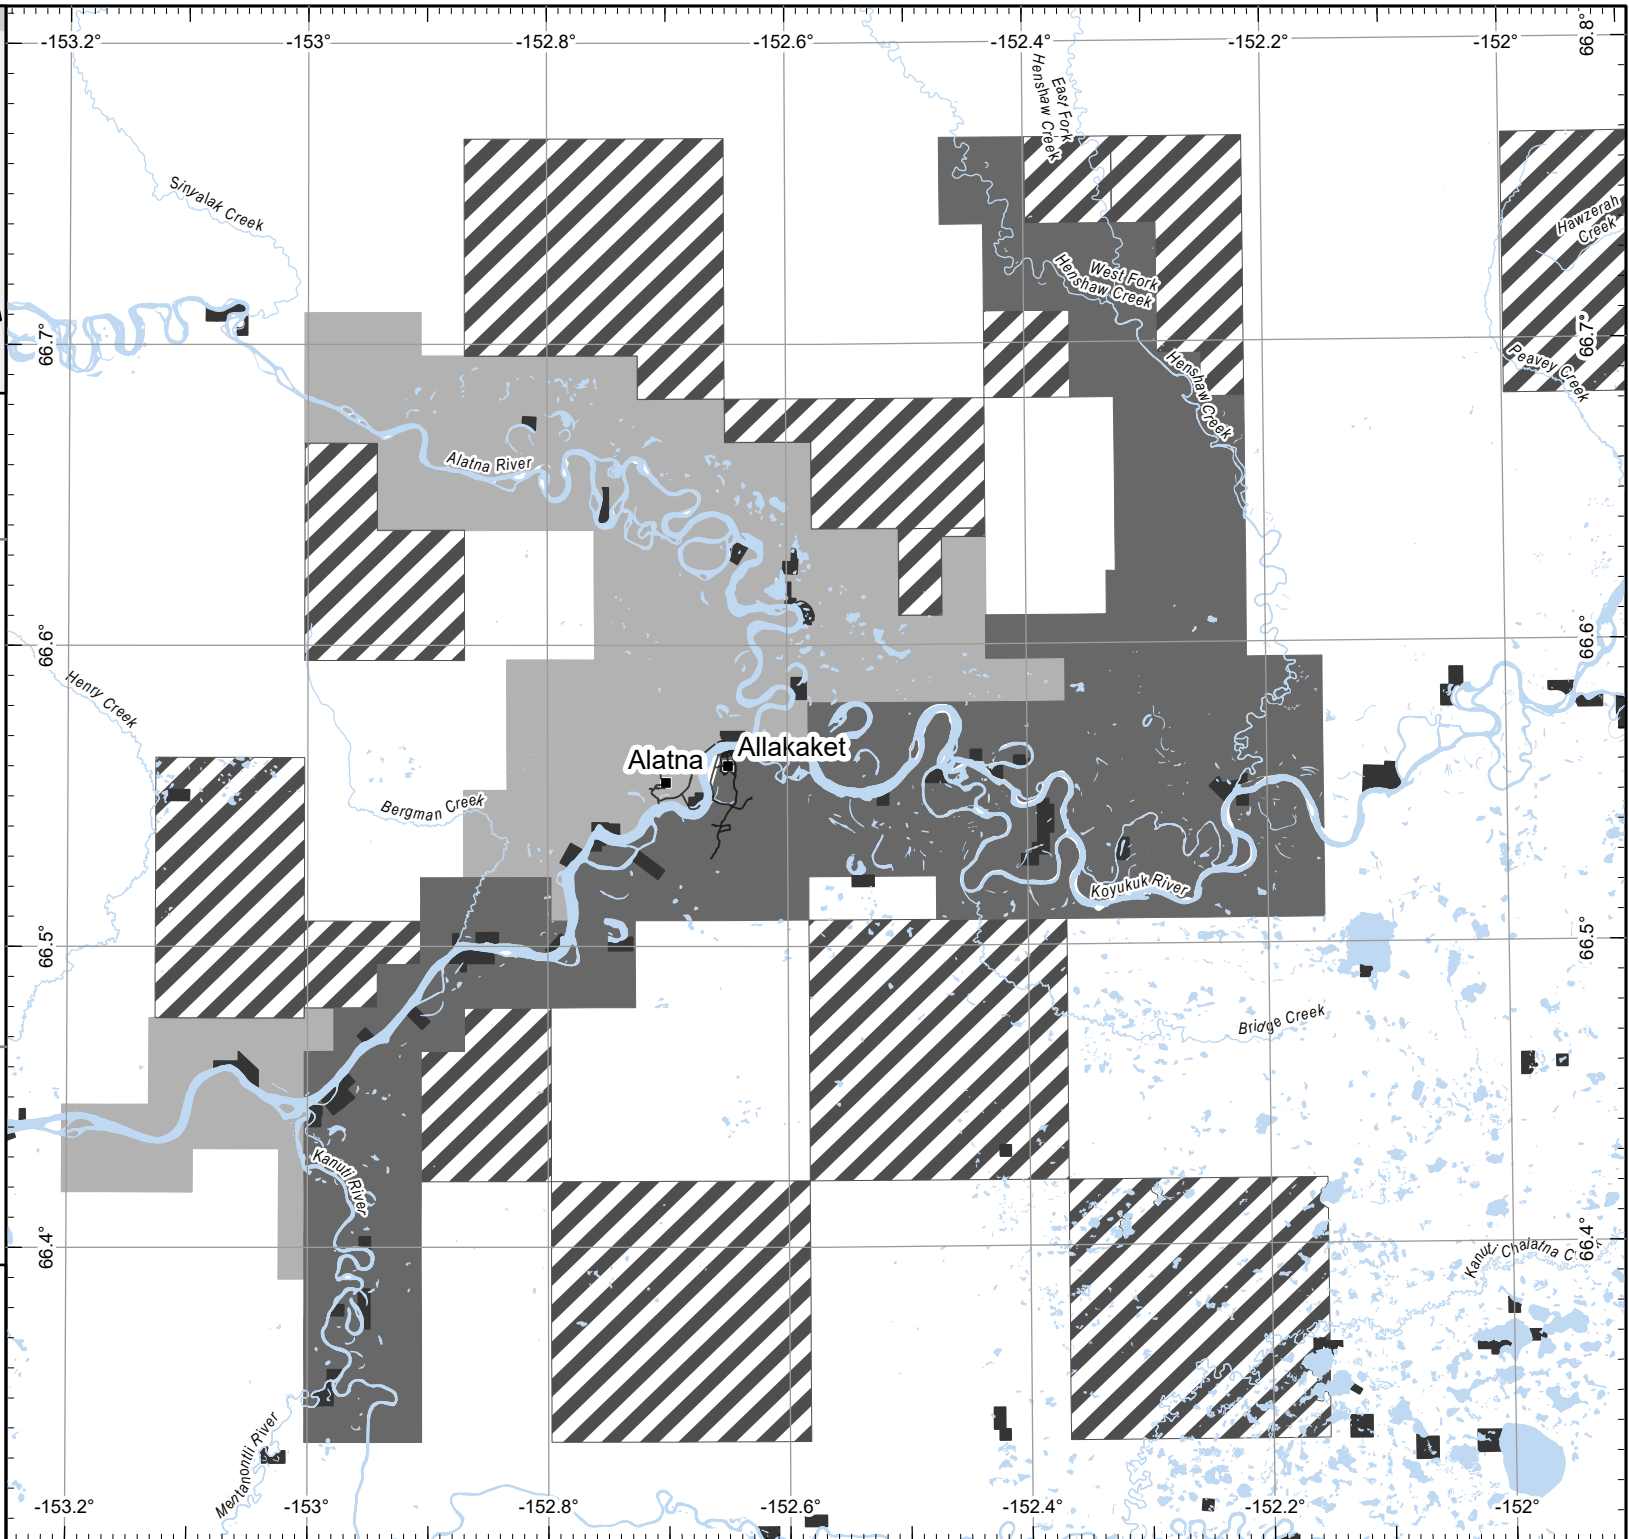 -153.2°
-153°
-152.8°
-152.6°
-152.4°
-152.2°
-152°
66.8°
East Fork
Henshaw Creek
Sinyalak Creek
Hawzerah
Creek
West Fork
Henshaw Creek
66.7°
66.7°
Peavey Creek
Henshaw Creek
Alatna River
66.6°
66.6°
Henry Creek
Allakaket
Alatna
Bergman Creek
Koyukuk River
66.5°
66.5°
Bridge Creek
Kanuti River
66.4°
66.4°
Kanuti Chalatna C
Mentanontli River
-153.2°
-153°
-152.8°
-152.6°
-152.4°
-152.2°
-152°